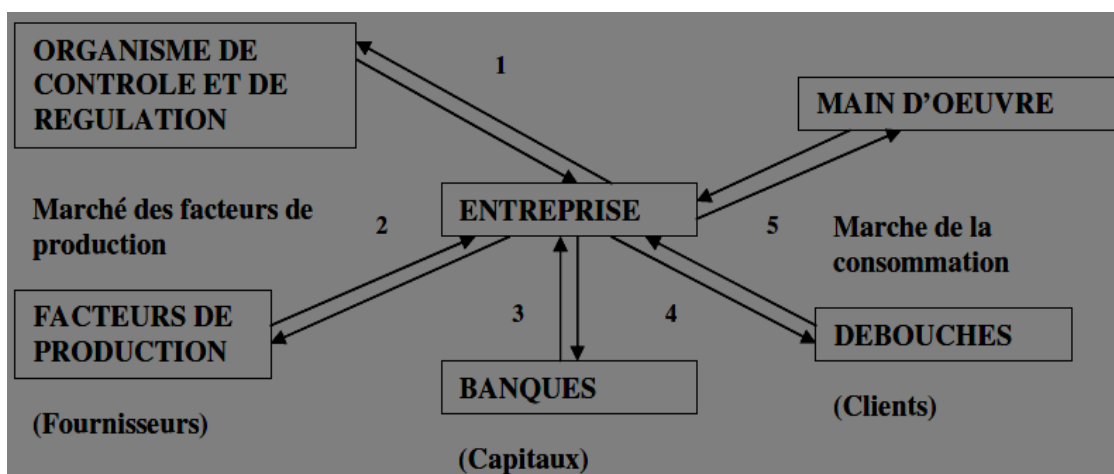 ORGANISME DE
CONTROLE ET DE
REGULATION
1
MAIN D'OEUVRE
Marché des facteurs de
production
2
ENTREPRISE
5
Marche de la
consommation
FACTEURS DE
PRODUCTION
3
4
DEBOUCHES
BANQUES
(Fournisseurs)
(Clients)
(Capitaux)